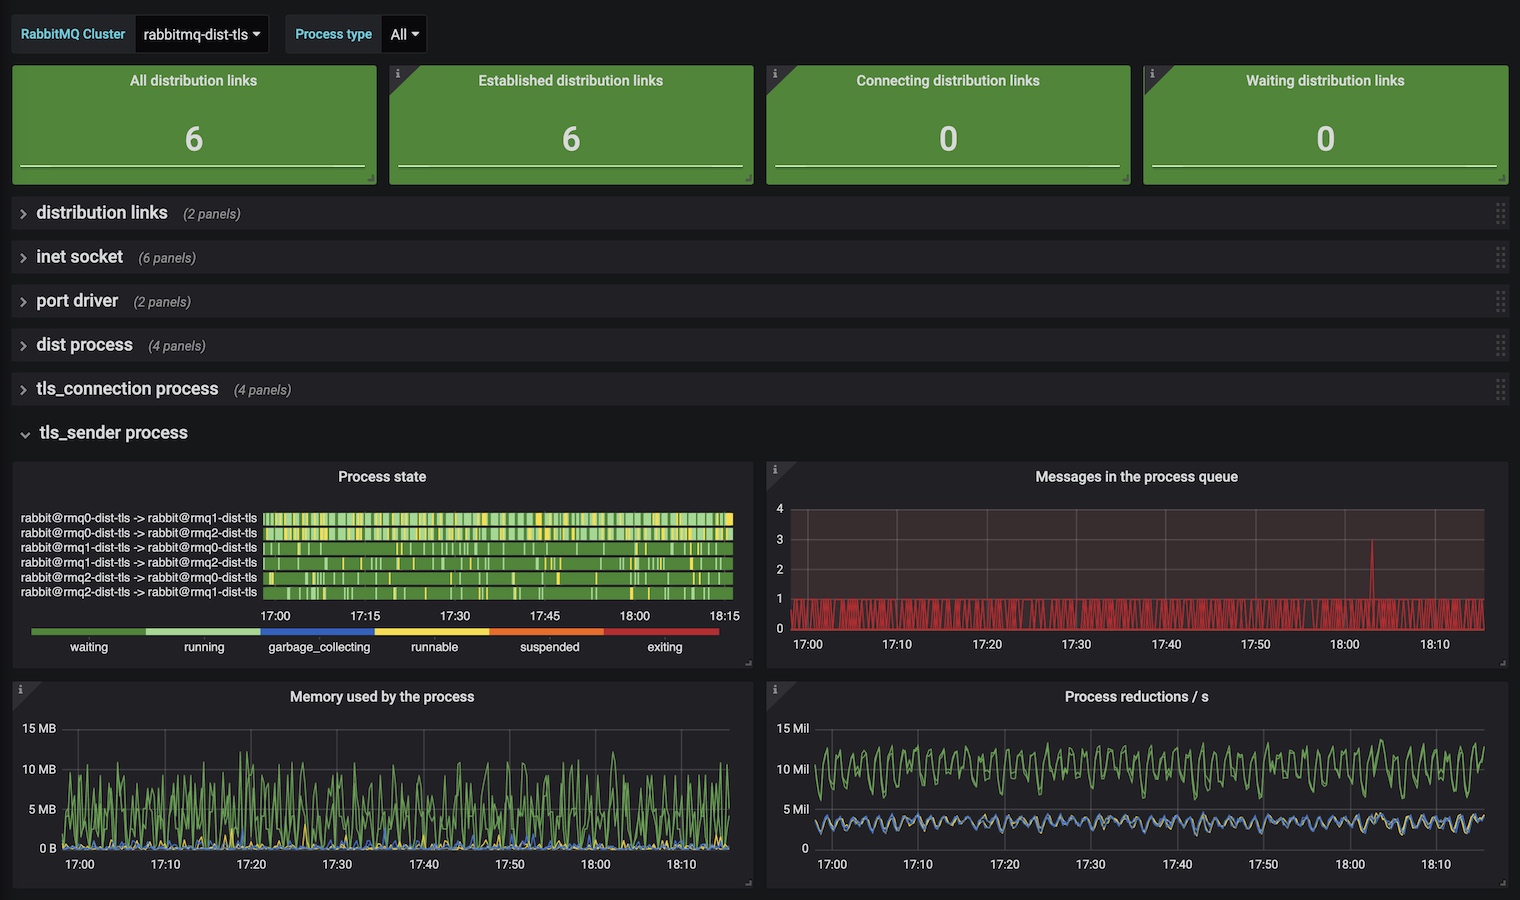 RabbitMQ Cluster rabbitmq-dist-tls Process type All
All distribution links
6
Established distribution links
6
Connecting distribution links
0
Waiting distribution links
0
distribution links (2 panels)
inet socket (6 panels)
port driver (2 panels)
dist process (4 panels)
tls_connection process (4 panels)
tls_sender process
Process state
rabbit@rmq0-dist-tls -> rabbit@rmq1-dist-tls
rabbit@rmq0-dist-tls -> rabbit@rmq2-dist-tls
rabbit@rmq1-dist-tls -> rabbit@rmq0-dist-tls
rabbit@rmq1-dist-tls -> rabbit@rmq2-dist-tls
rabbit@rmq2-dist-tls -> rabbit@rmq0-dist-tls
rabbit@rmq2-dist-tls -> rabbit@rmq1-dist-tls
17:00 17:15 17:30 17:45 18:00 18:15
waiting running garbage_collecting runnable suspended exiting
Messages in the process queue
4
3
2
1
0
17:00 17:10 17:20 17:30 17:40 17:50 18:00 18:10
Memory used by the process
15 MB
10 MB
5 MB
0 B
17:00 17:10 17:20 17:30 17:40 17:50 18:00 18:10
Process reductions / s
15 Mil
10 Mil
5 Mil
0
17:00 17:10 17:20 17:30 17:40 17:50 18:00 18:10